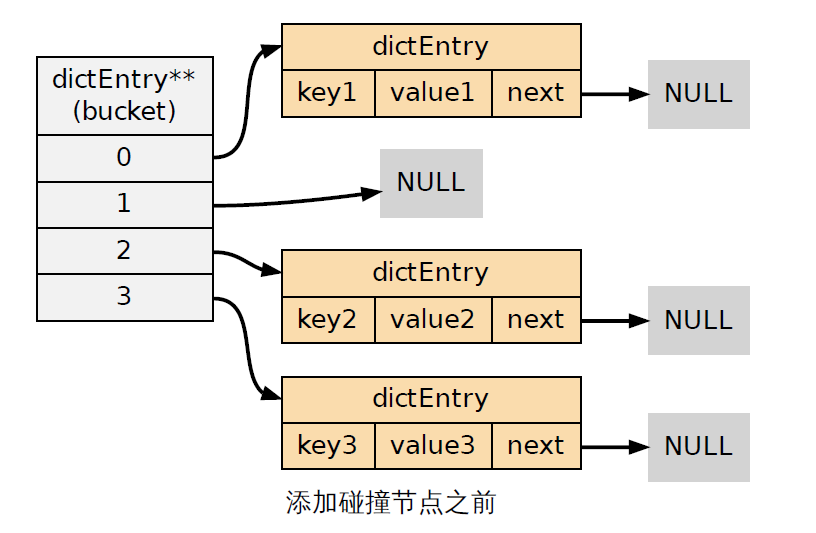 dictEntry**
(bucket)
0
1
2
3
dictEntry
key1 value1 next
NULL
NULL
dictEntry
key2 value2 next
NULL
dictEntry
key3 value3 next
NULL
添加碰撞节点之前